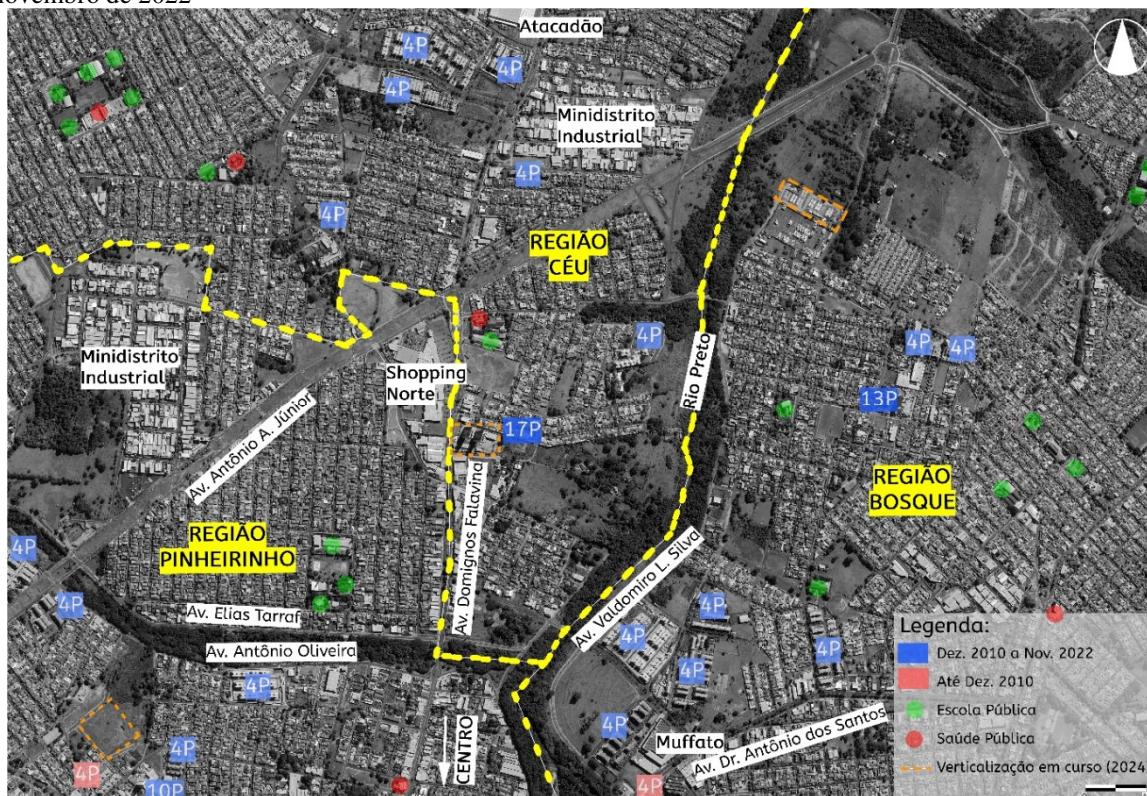 novembro de 2022
Atacadão
4P
4P
4P
4P
Minidistrito
Industrial
4P
4P
REGIÃO
CÉU
Minidistrito
Industrial
Shopping
Norte
4P
Rio Preto
4P
4P
Av. Antônio A. Júnior
17P
13P
Av. Damignos Falavina
REGIÃO
BOSQUE
REGIÃO
PINHEIRINHO
4P
4P
Av. Elias Tarraf
Av. Valdomiro L. Silva
4P
4P
4P
4P
Av. Antônio Oliveira
4P
4P
4P
CENTRO
Muffato
Av. Dr. Antônio dos Santos
4P
10P
4P
Legenda:
Dez. 2010 a Nov. 2022
Até Dez. 2010
Escola Pública
Saúde Pública
Verticalização em curso (2024